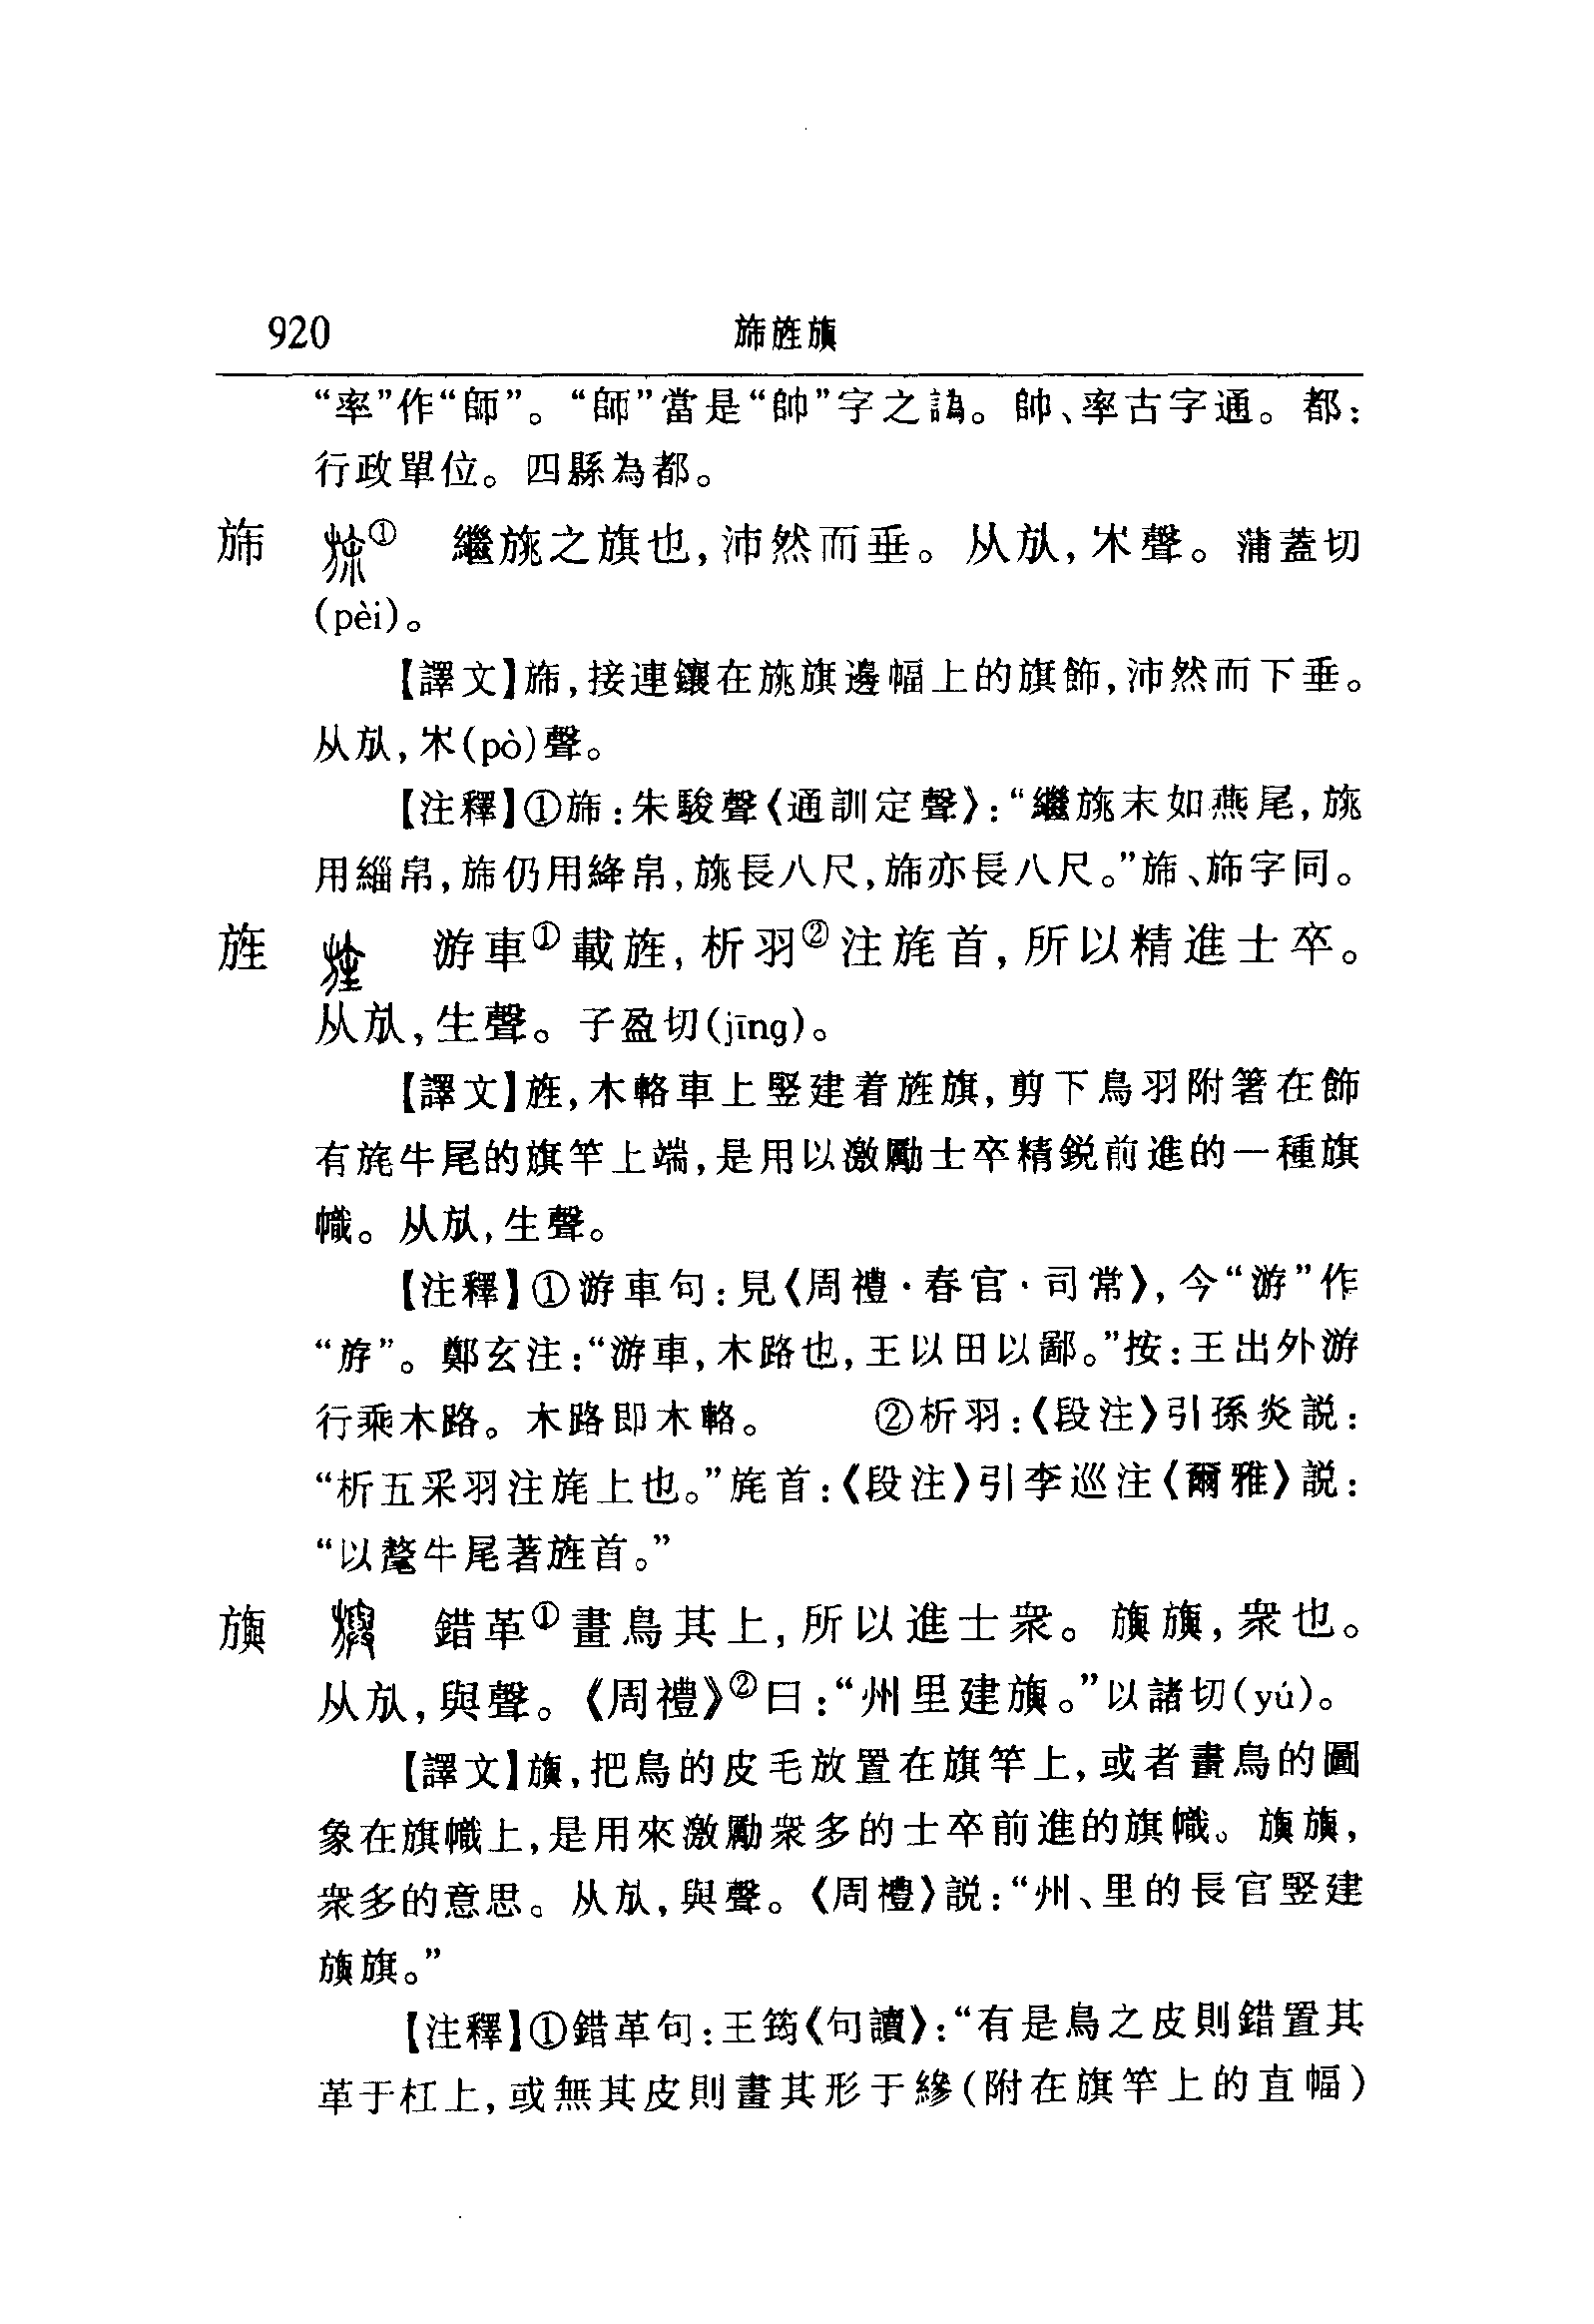 920 旆旌旟
“率”作“師”。“師”當是“帥”字之譌。帥、率古字通。都：
行政單位。四縣為都。
旆 ① 繼旐之旗也，沛然而垂。从㫃，𣎵聲。蒲蓋切
(pèi)。
【譯文】旆，接連鑲在旐旗邊幅上的旗飾，沛然而下垂。
从㫃，𣎵(pò)聲。
【注釋】①旆：朱駿聲《通訓定聲》：“繼旐末如燕尾，旐
用緇帛，旆仍用絳帛，旐長八尺，旆亦長八尺。”旆、斾字同。
旌 游車①載旌，析羽②注旄首，所以精進士卒。
从㫃，生聲。子盈切(jīng)。
【譯文】旌，木輅車上竪建着旌旗，剪下鳥羽附箸在飾
有旄牛尾的旗竿上端，是用以激勵士卒精鋭前進的一種旗
幟。从㫃，生聲。
【注釋】①游車句：見《周禮·春官·司常》，今“游”作
“斿”。鄭玄注：“游車，木路也，王以田以鄙。”按：王出外游
行乘木路。木路即木輅。 ②析羽：《段注》引孫炎説：
“析五采羽注旄上也。”旄首：《段注》引李巡注《爾雅》説：
“以氂牛尾著旌首。”
旟 錯革①畫鳥其上，所以進士衆。旟旟，衆也。
从㫃，與聲。《周禮》②曰：“州里建旟。”以諸切(yú)。
【譯文】旟，把鳥的皮毛放置在旗竿上，或者畫鳥的圖
象在旗幟上，是用來激勵衆多的士卒前進的旗幟。旟旟，
衆多的意思。从㫃，與聲。《周禮》説：“州、里的長官竪建
旟旗。”
【注釋】①錯革句：王筠《句讀》：“有是鳥之皮則錯置其
革于杠上，或無其皮則畫其形于縿(附在旗竿上的直幅)